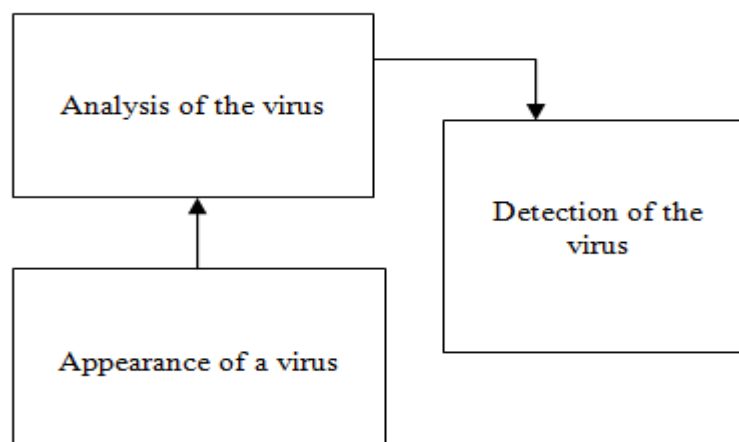 Analysis of the virus
Detection of the
virus
Appearance of a virus